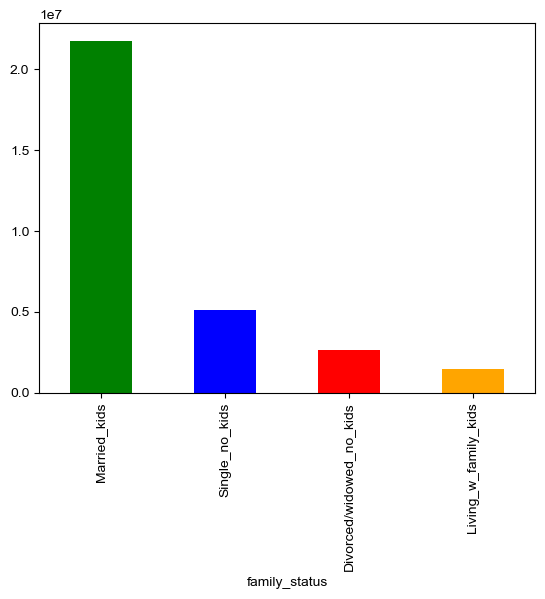 1e7
2.0
1.5
1.0
0.5
0.0
Married_kids
Single_no_kids
Divorced/widowed_no_kids
Living_w_family_kids
family_status